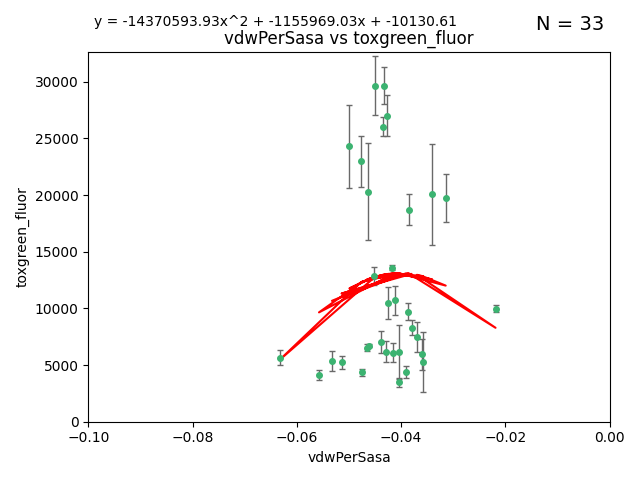 y = -14370593.93x^2 + -1155969.03x + -10130.61
N = 33
vdwPerSasa vs toxgreen_fluor
toxgreen_fluor
30000
25000
20000
15000
10000
5000
0
−0.10
−0.08
−0.06
−0.04
−0.02
0.00
vdwPerSasa